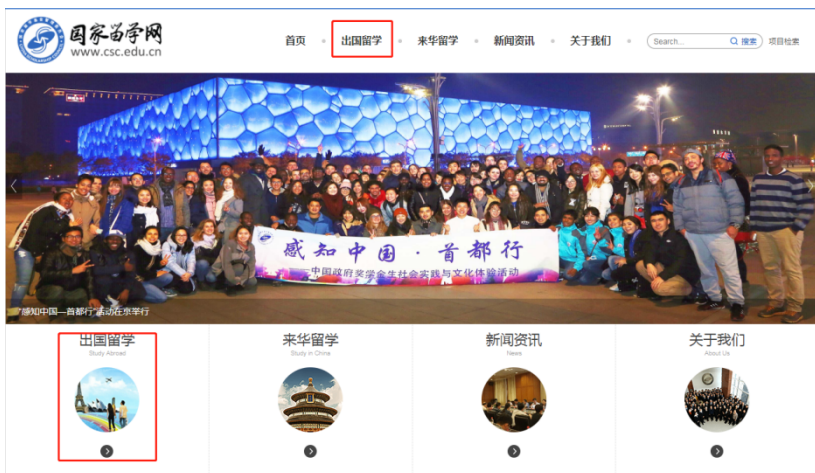 国家留学网
www.csc.edu.cn
首页 出国留学 来华留学 新闻资讯 关于我们 Search... 搜索 项目检索
感知中国·首都行
中国政府奖学金生社会实践与文化体验活动
"感知中国—首都行"活动在京举行
出国留学 来华留学 新闻资讯 关于我们
Study Abroad Study in China News About Us